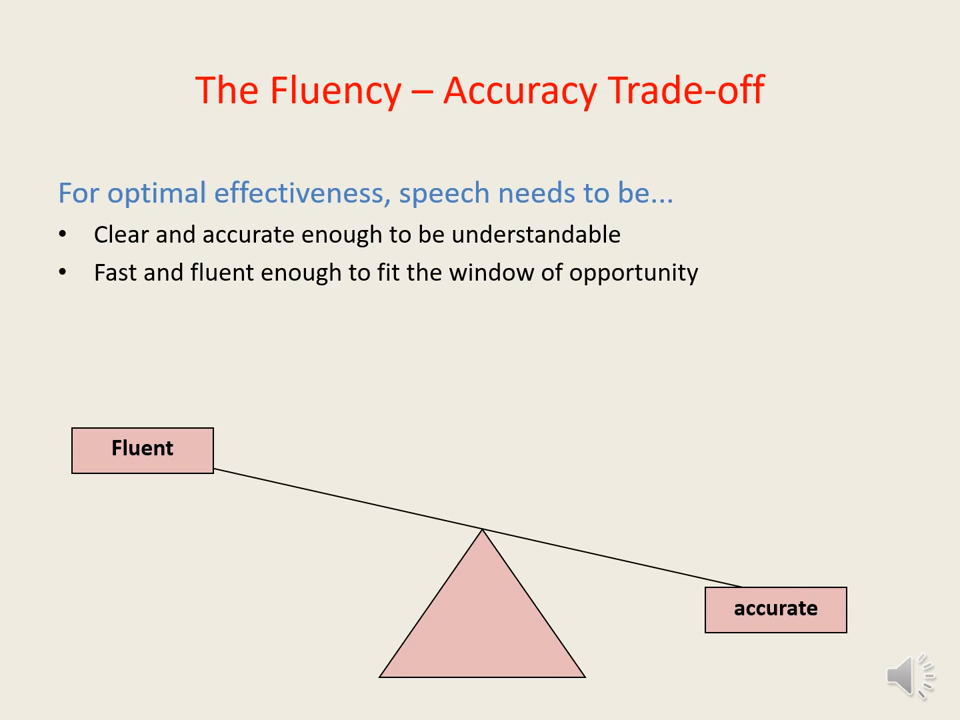 The Fluency – Accuracy Trade-off
For optimal effectiveness, speech needs to be...
• Clear and accurate enough to be understandable
• Fast and fluent enough to fit the window of opportunity
Fluent
accurate